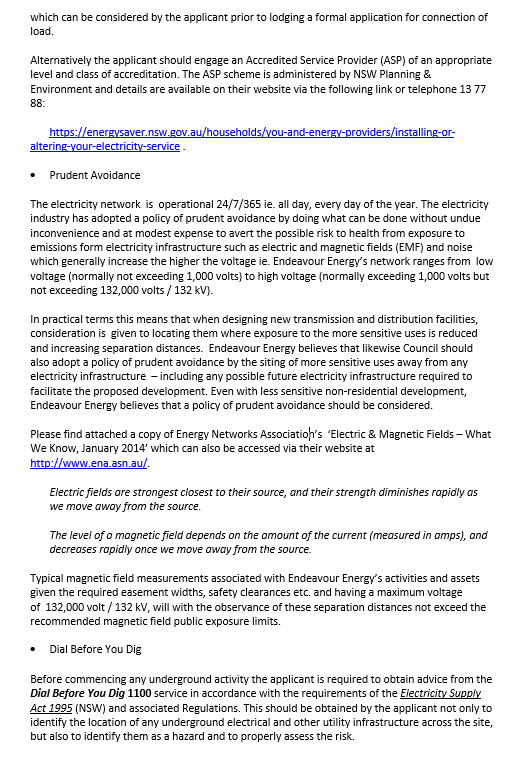 which can be considered by the applicant prior to lodging a formal application for connection of
load.
Alternatively the applicant should engage an Accredited Service Provider (ASP) of an appropriate
level and class of accreditation. The ASP scheme is administered by NSW Planning &
Environment and details are available on their website via the following link or telephone 13 77
88:
https://energysaver.nsw.gov.au/households/you-and-energy-providers/installing-or-
altering-your-electricity-service .
• Prudent Avoidance
The electricity network is operational 24/7/365 ie. all day, every day of the year. The electricity
industry has adopted a policy of prudent avoidance by doing what can be done without undue
inconvenience and at modest expense to avert the possible risk to health from exposure to
emissions form electricity infrastructure such as electric and magnetic fields (EMF) and noise
which generally increase the higher the voltage ie. Endeavour Energy's network ranges from low
voltage (normally not exceeding 1,000 volts) to high voltage (normally exceeding 1,000 volts but
not exceeding 132,000 volts / 132 kV).
In practical terms this means that when designing new transmission and distribution facilities,
consideration is given to locating them where exposure to the more sensitive uses is reduced
and increasing separation distances. Endeavour Energy believes that likewise Council should
also adopt a policy of prudent avoidance by the siting of more sensitive uses away from any
electricity infrastructure – including any possible future electricity infrastructure required to
facilitate the proposed development. Even with less sensitive non-residential development,
Endeavour Energy believes that a policy of prudent avoidance should be considered.
Please find attached a copy of Energy Networks Association's 'Electric & Magnetic Fields – What
We Know, January 2014' which can also be accessed via their website at
http://www.ena.asn.au/.
Electric fields are strongest closest to their source, and their strength diminishes rapidly as
we move away from the source.
The level of a magnetic field depends on the amount of the current (measured in amps), and
decreases rapidly once we move away from the source.
Typical magnetic field measurements associated with Endeavour Energy's activities and assets
given the required easement widths, safety clearances etc. and having a maximum voltage
of 132,000 volt / 132 kV, will with the observance of these separation distances not exceed the
recommended magnetic field public exposure limits.
• Dial Before You Dig
Before commencing any underground activity the applicant is required to obtain advice from the
Dial Before You Dig 1100 service in accordance with the requirements of the Electricity Supply
Act 1995 (NSW) and associated Regulations. This should be obtained by the applicant not only to
identify the location of any underground electrical and other utility infrastructure across the site,
but also to identify them as a hazard and to properly assess the risk.